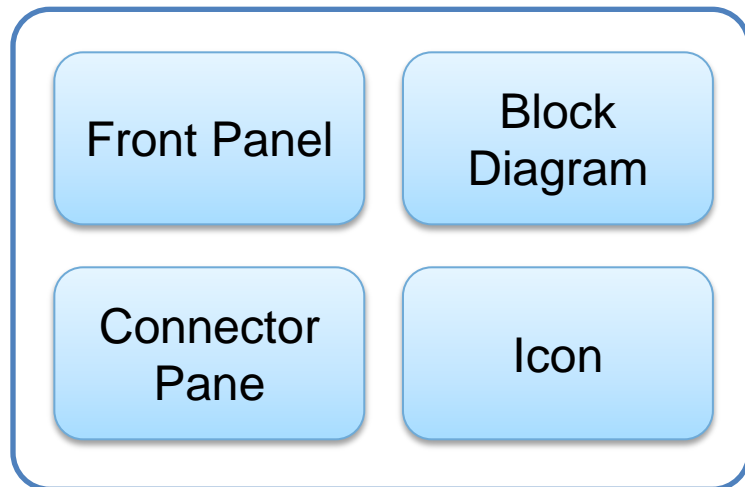 Front Panel
Block
Diagram
Connector
Pane
Icon